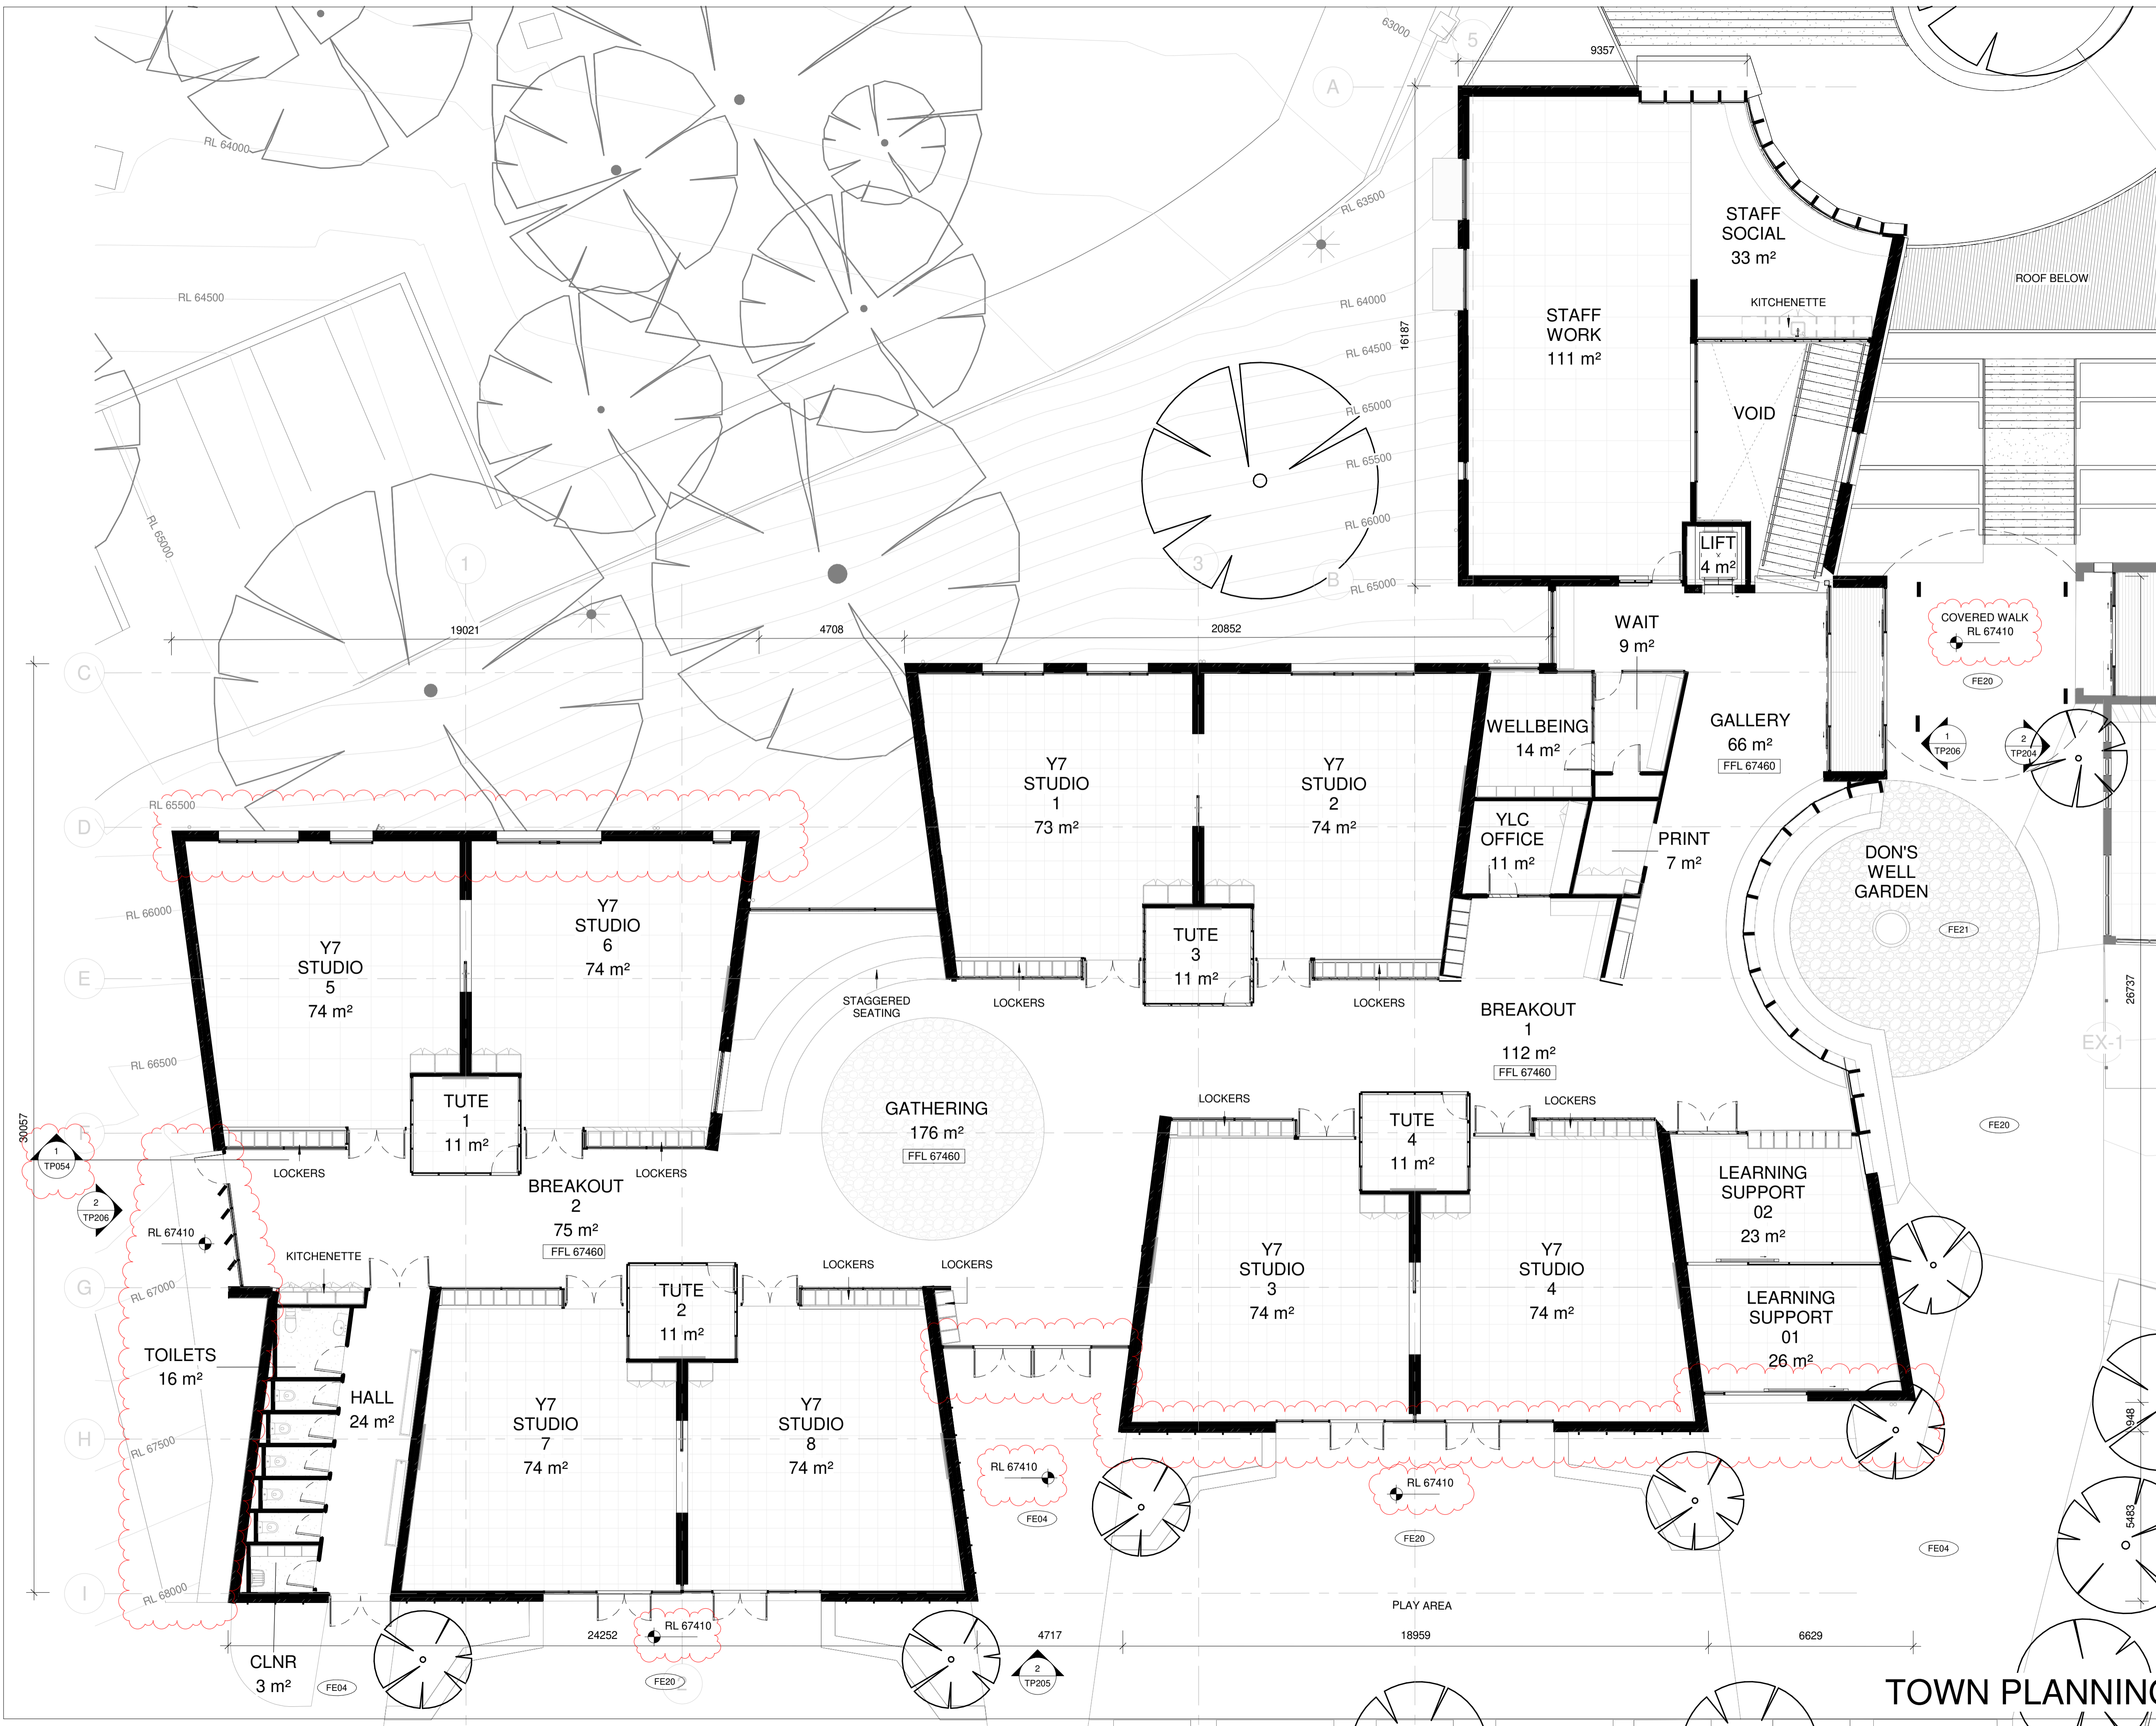 63000
5
9357
A
RL 64000
RL 63500
STAFF
SOCIAL
33 m²
ROOF BELOW
RL 64500
RL 64000
KITCHENETTE
STAFF
WORK
111 m²
16187
RL 64500
VOID
RL 65000
RL 65500
RL 65000
RL 66000
LIFT
4 m²
1
3
B
RL 65000
19021
4708
20852
WAIT
9 m²
COVERED WALK
RL 67410
C
FE20
WELLBEING
14 m²
GALLERY
66 m²
FFL 67460
1
TP206
2
TP204
Y7
STUDIO
1
73 m²
Y7
STUDIO
2
74 m²
RL 65500
D
YLC
OFFICE
11 m²
PRINT
7 m²
DON'S
WELL
GARDEN
FE21
RL 66000
Y7
STUDIO
5
74 m²
Y7
STUDIO
6
74 m²
TUTE
3
11 m²
E
STAGGERED
SEATING
LOCKERS
LOCKERS
26737
BREAKOUT
1
112 m²
FFL 67460
EX-1
RL 66500
TUTE
1
11 m²
GATHERING
176 m²
FFL 67460
LOCKERS
TUTE
4
11 m²
LOCKERS
30057
F
FE20
1
TP054
LOCKERS
LOCKERS
2
TP206
BREAKOUT
2
75 m²
FFL 67460
LEARNING
SUPPORT
02
23 m²
RL 67410
KITCHENETTE
LOCKERS
LOCKERS
Y7
STUDIO
3
74 m²
Y7
STUDIO
4
74 m²
G
RL 67000
TUTE
2
11 m²
LEARNING
SUPPORT
01
26 m²
TOILETS
16 m²
HALL
24 m²
Y7
STUDIO
7
74 m²
Y7
STUDIO
8
74 m²
H
RL 67500
RL 67410
RL 67410
FE04
FE20
FE04
5483
I
RL 68000
PLAY AREA
RL 67410
24252
4717
18959
6629
CLNR
3 m²
FE04
FE20
2
TP205
TOWN PLANNING